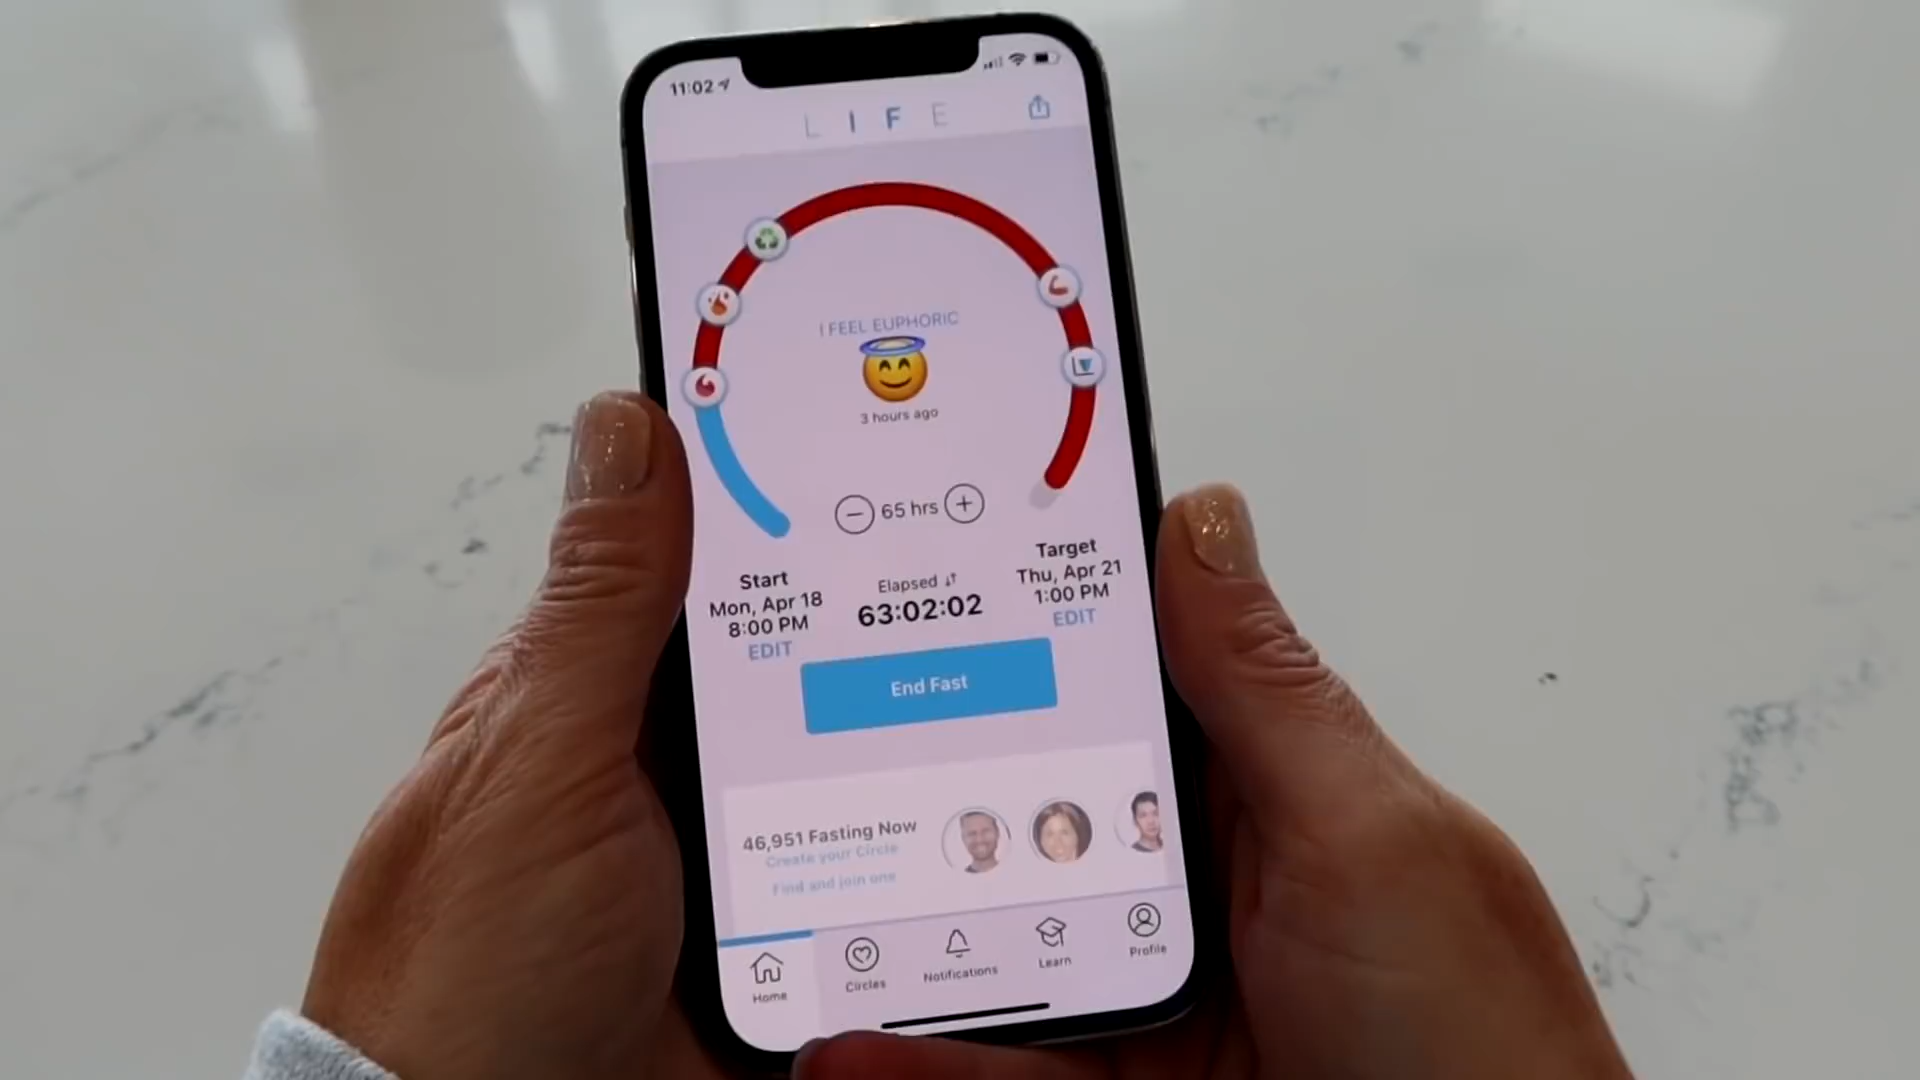 11:02
LIFE
I FEEL EUPHORIC
3 hours ago
65 hrs
Start
Mon, Apr 18
8:00 PM
EDIT
Elapsed
63:02:02
Target
Thu, Apr 21
1:00 PM
EDIT
End Fast
46,951 Fasting Now
Create your Circle
Find and join one
Home
Circles
Notifications
Learn
Profile